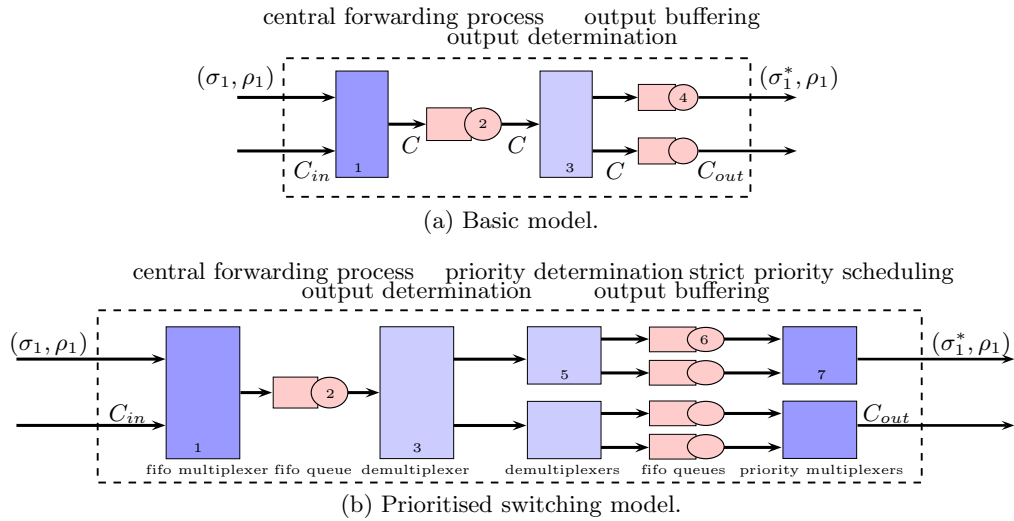 central forwarding process output buffering
output determination
(σ₁, ρ₁) (σ₁*, ρ₁)
4
2
C C
C_in 1 3 C C_out
(a) Basic model.
central forwarding process priority determination strict priority scheduling
output determination output buffering
(σ₁, ρ₁) (σ₁*, ρ₁)
6
5 7
2
C_in C_out
1 3
fifo multiplexer fifo queue demultiplexer demultiplexers fifo queues priority multiplexers
(b) Prioritised switching model.